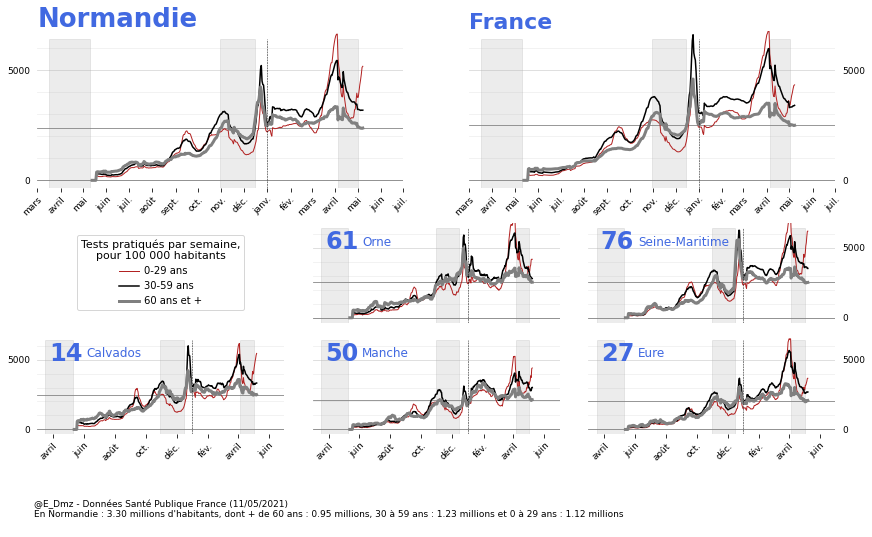 Normandie
France
5000
0
5000
0
mars avril mai juin juil. août sept. oct. nov. déc. janv. fév. mars avril mai juin juil.
mars avril mai juin juil. août sept. oct. nov. déc. janv. fév. mars avril mai juin juil.
Tests pratiqués par semaine,
pour 100 000 habitants
0-29 ans
30-59 ans
60 ans et +
61 Orne
76 Seine-Maritime
5000
0
14 Calvados
50 Manche
27 Eure
5000
0
5000
0
avril juin août oct. déc. fév. avril juin
avril juin août oct. déc. fév. avril juin
avril juin août oct. déc. fév. avril juin
@E_Dmz - Données Santé Publique France (11/05/2021)
En Normandie : 3.30 millions d'habitants, dont + de 60 ans : 0.95 millions, 30 à 59 ans : 1.23 millions et 0 à 29 ans : 1.12 millions